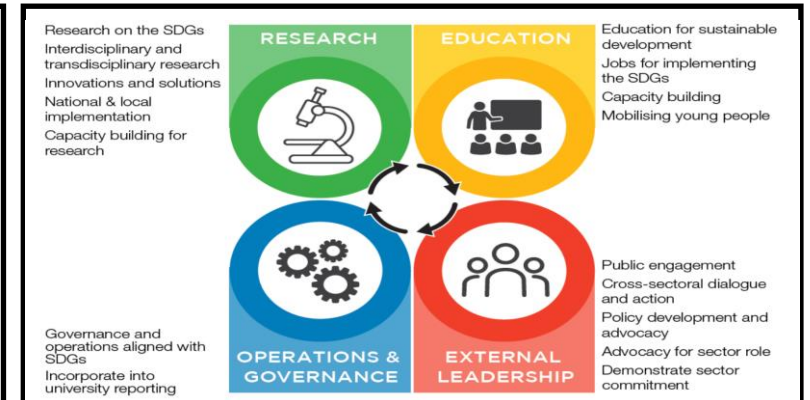 Research on the SDGs
Interdisciplinary and
transdisciplinary research
Innovations and solutions
National & local
implementation
Capacity building for
research
RESEARCH
EDUCATION
Education for sustainable
development
Jobs for implementing
the SDGs
Capacity building
Mobilising young people
Governance and
operations aligned with
SDGs
Incorporate into
university reporting
OPERATIONS &
GOVERNANCE
EXTERNAL
LEADERSHIP
Public engagement
Cross-sectoral dialogue
and action
Policy development and
advocacy
Advocacy for sector role
Demonstrate sector
commitment